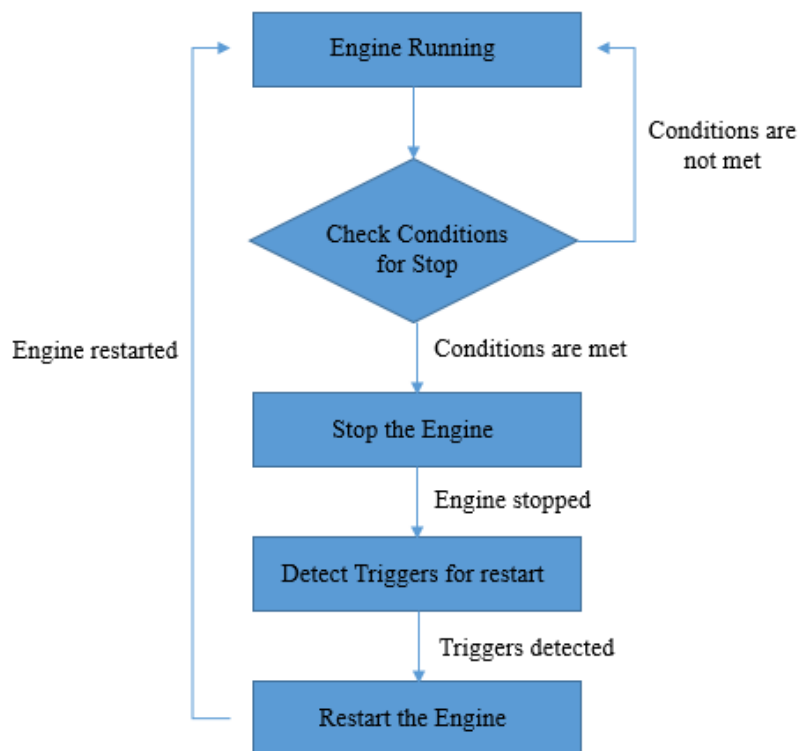 Engine Running
Conditions are
not met
Check Conditions
for Stop
Engine restarted
Conditions are met
Stop the Engine
Engine stopped
Detect Triggers for restart
Triggers detected
Restart the Engine